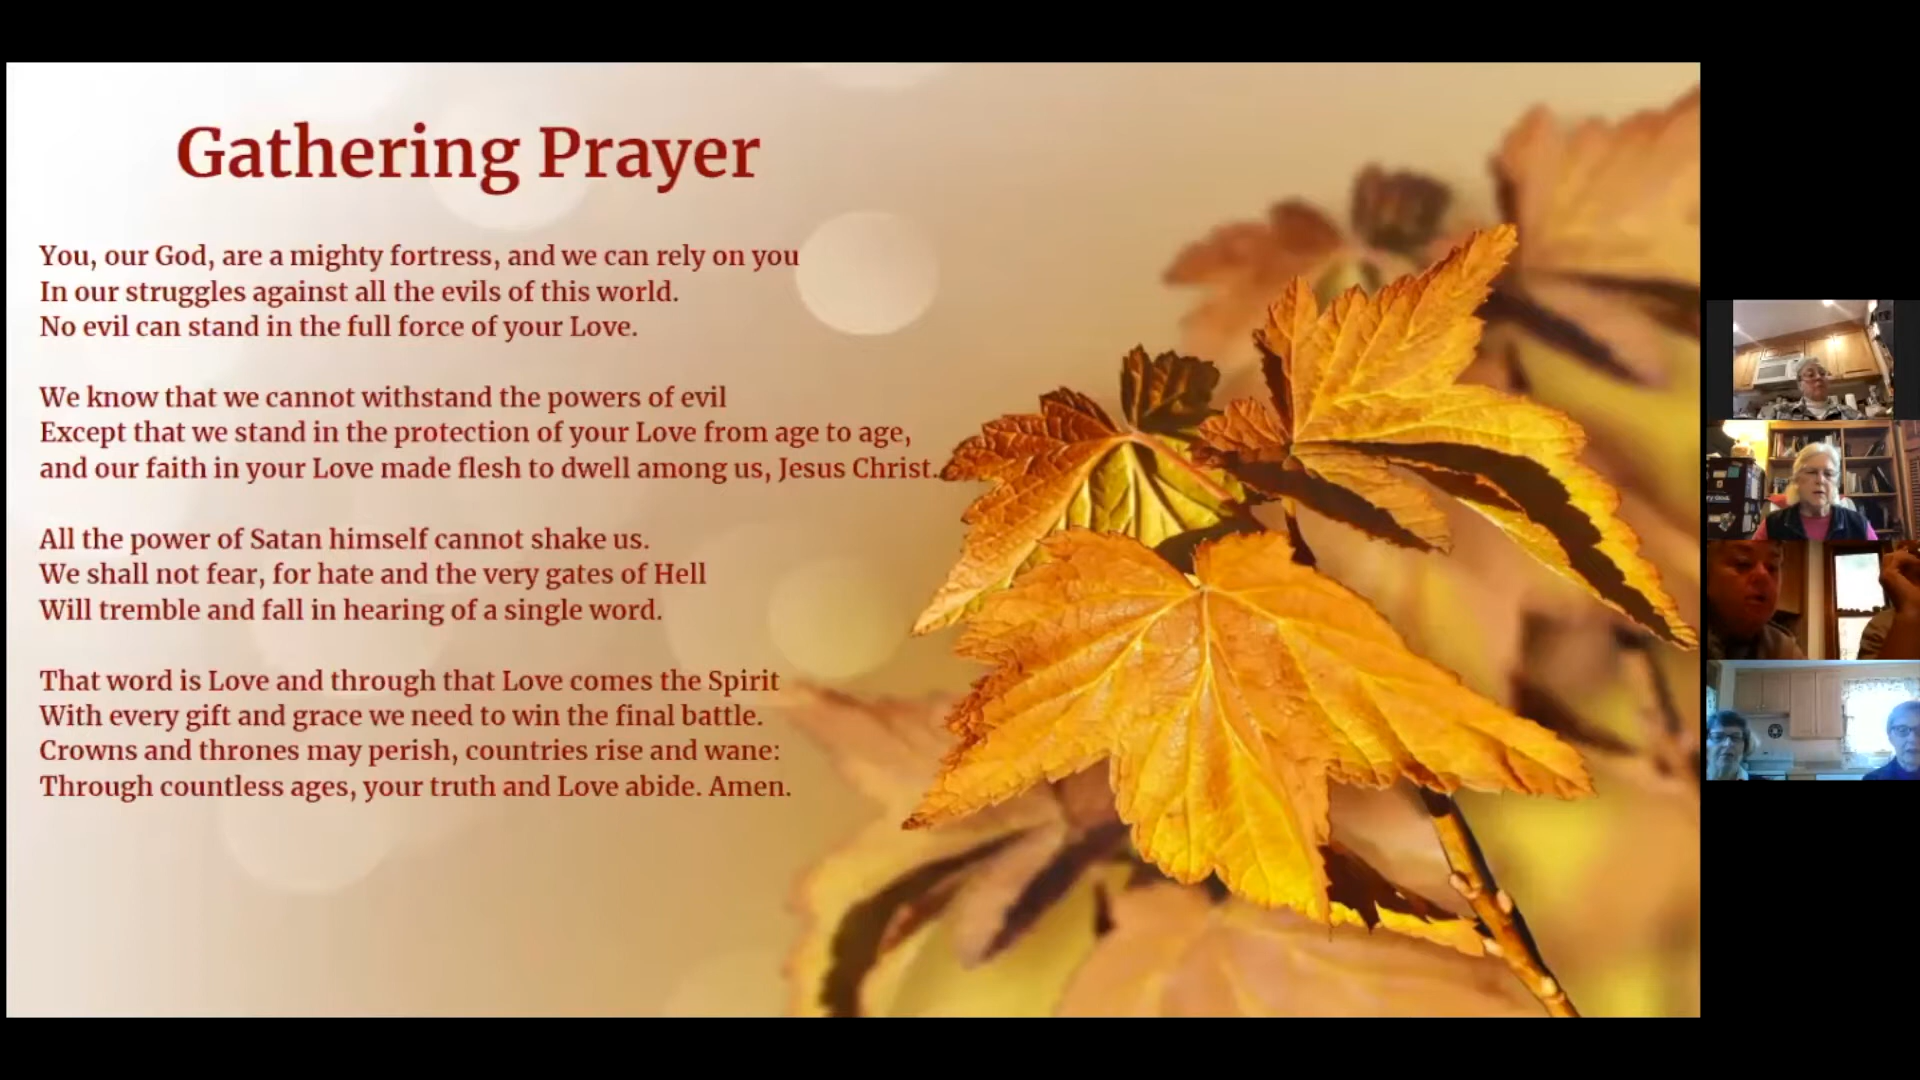 Gathering Prayer
You, our God, are a mighty fortress, and we can rely on you
In our struggles against all the evils of this world.
No evil can stand in the full force of your Love.
We know that we cannot withstand the powers of evil
Except that we stand in the protection of your Love from age to age,
and our faith in your Love made flesh to dwell among us, Jesus Christ..
All the power of Satan himself cannot shake us.
We shall not fear, for hate and the very gates of Hell
Will tremble and fall in hearing of a single word.
That word is Love and through that Love comes the Spirit
With every gift and grace we need to win the final battle.
Crowns and thrones may perish, countries rise and wane:
Through countless ages, your truth and Love abide. Amen.